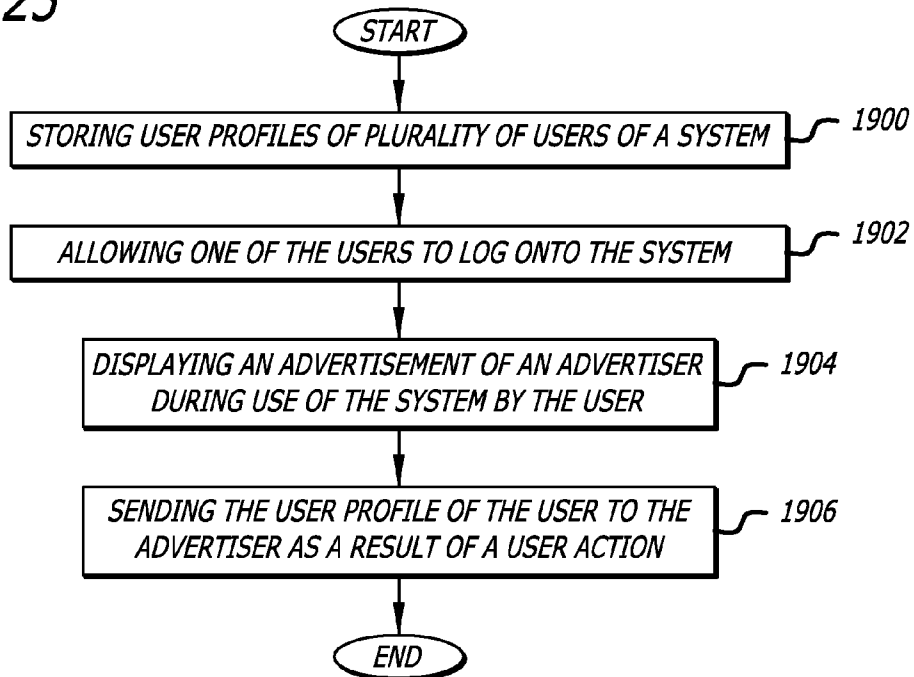 25
START
STORING USER PROFILES OF PLURALITY OF USERS OF A SYSTEM
1900
ALLOWING ONE OF THE USERS TO LOG ONTO THE SYSTEM
1902
DISPLAYING AN ADVERTISEMENT OF AN ADVERTISER
DURING USE OF THE SYSTEM BY THE USER
1904
SENDING THE USER PROFILE OF THE USER TO THE
ADVERTISER AS A RESULT OF A USER ACTION
1906
END